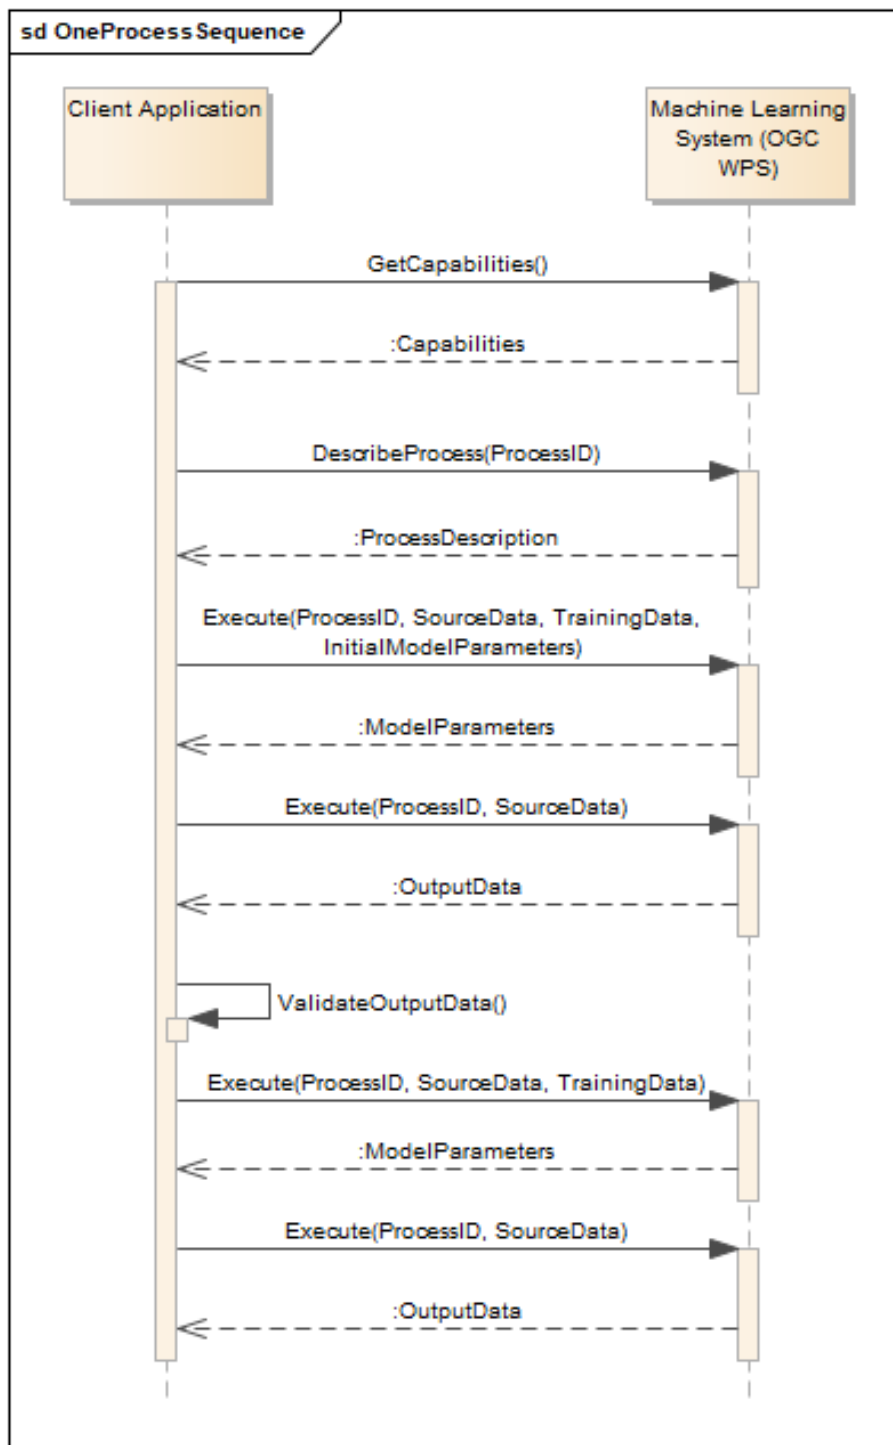 sd OneProcessSequence
Client Application
Machine Learning
System (OGC
WPS)
GetCapabilities()
:Capabilities
DescribeProcess(ProcessID)
:ProcessDescription
Execute(ProcessID, SourceData, TrainingData,
InitialModelParameters)
:ModelParameters
Execute(ProcessID, SourceData)
:OutputData
ValidateOutputData()
Execute(ProcessID, SourceData, TrainingData)
:ModelParameters
Execute(ProcessID, SourceData)
:OutputData